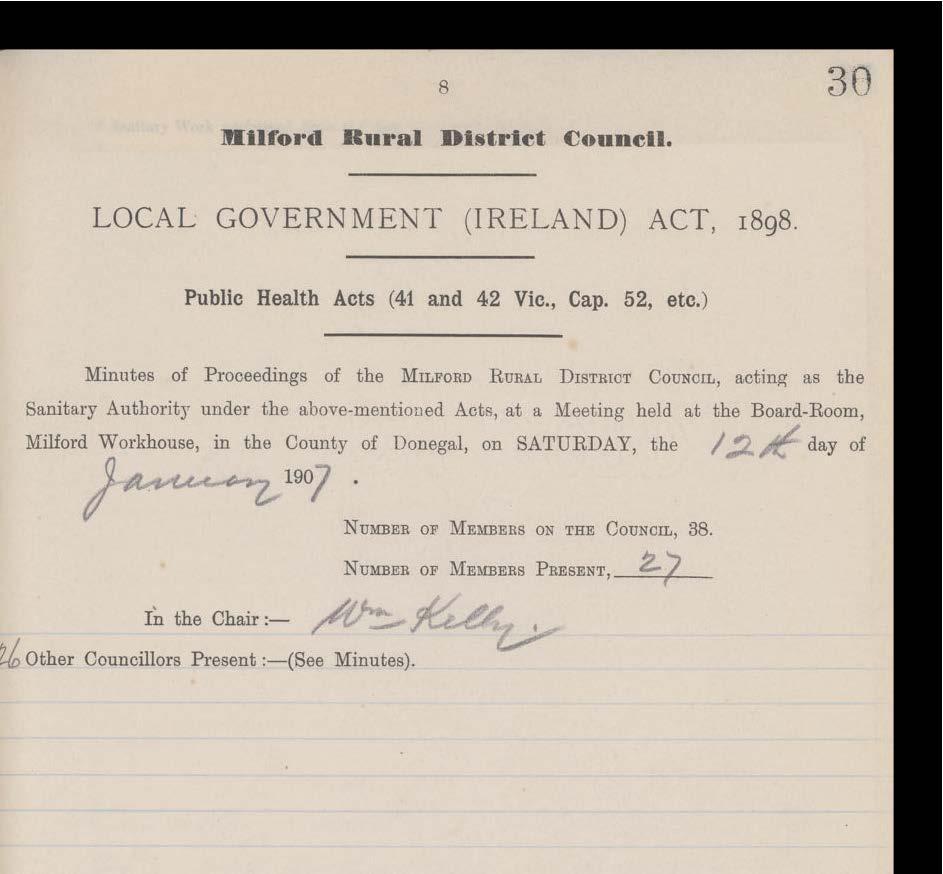 8
30
Milford Rural District Council.
LOCAL GOVERNMENT (IRELAND) ACT, 1898.
Public Health Acts (41 and 42 Vic., Cap. 52, etc.)
Minutes of Proceedings of the MILFORD RURAL DISTRICT COUNCIL, acting as the
Sanitary Authority under the above-mentioned Acts, at a Meeting held at the Board-Room,
Milford Workhouse, in the County of Donegal, on SATURDAY, the 12th day of
January 1907 .
NUMBER OF MEMBERS ON THE COUNCIL, 38.
NUMBER OF MEMBERS PRESENT, 27
In the Chair :— Wm Kelly.
26 Other Councillors Present :—(See Minutes).